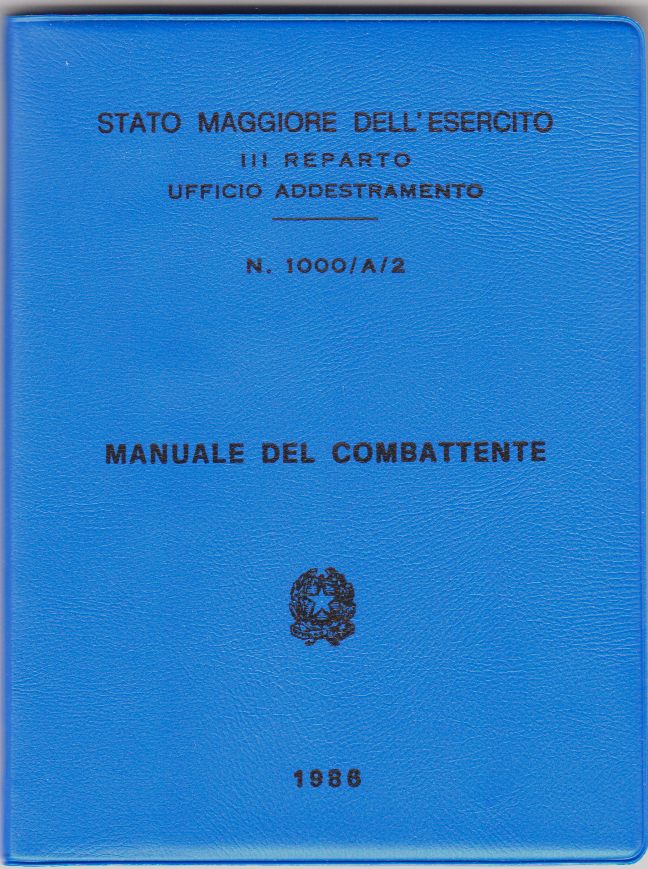 STATO MAGGIORE DELL'ESERCITO
III REPARTO
UFFICIO ADDESTRAMENTO
N. 1000/A/2
MANUALE DEL COMBATTENTE
1986